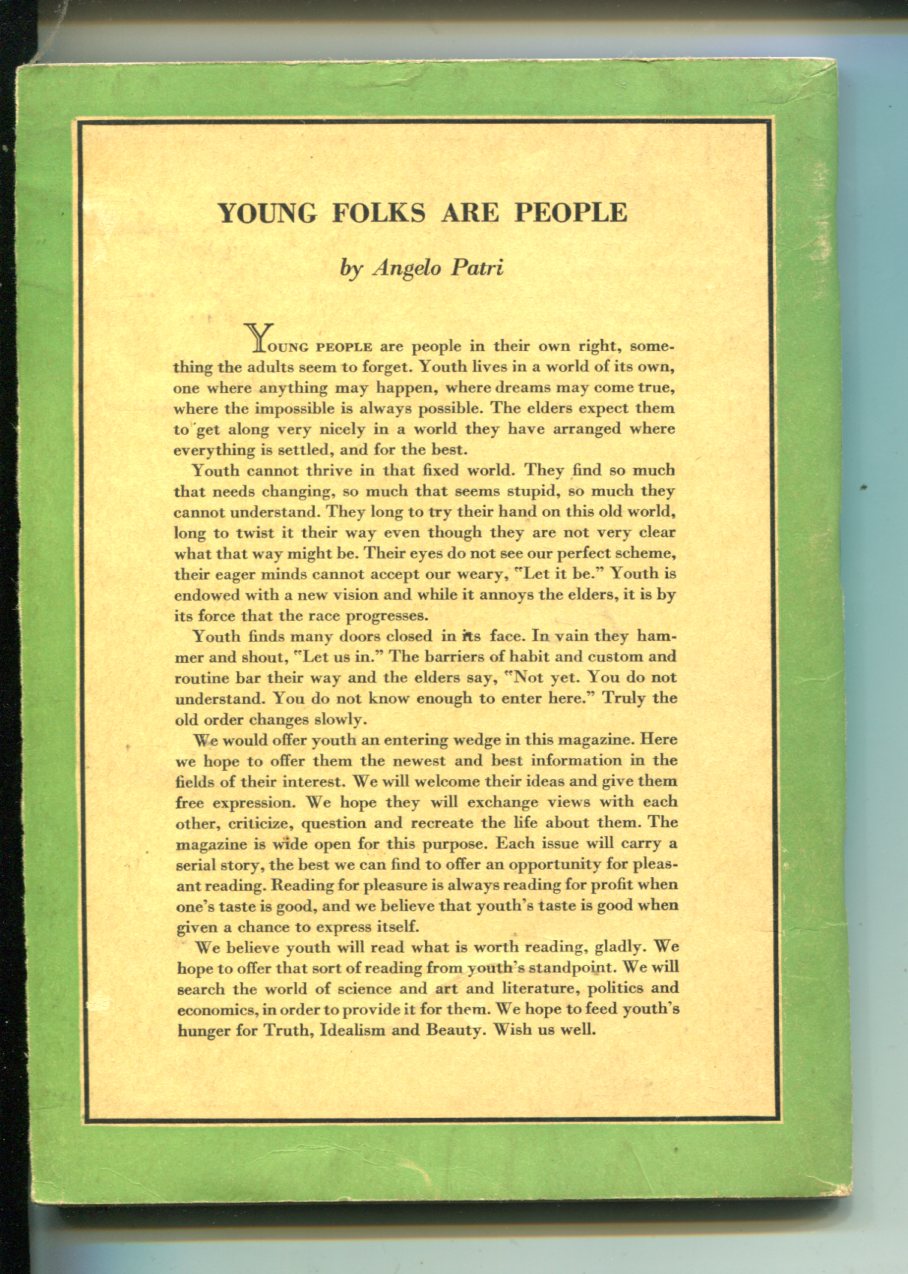 YOUNG FOLKS ARE PEOPLE
by Angelo Patri
YOUNG PEOPLE are people in their own right, some-
thing the adults seem to forget. Youth lives in a world of its own,
one where anything may happen, where dreams may come true,
where the impossible is always possible. The elders expect them
to get along very nicely in a world they have arranged where
everything is settled, and for the best.
Youth cannot thrive in that fixed world. They find so much
that needs changing, so much that seems stupid, so much they
cannot understand. They long to try their hand on this old world,
long to twist it their way even though they are not very clear
what that way might be. Their eyes do not see our perfect scheme,
their eager minds cannot accept our weary, "Let it be." Youth is
endowed with a new vision and while it annoys the elders, it is by
its force that the race progresses.
Youth finds many doors closed in its face. In vain they ham-
mer and shout, "Let us in." The barriers of habit and custom and
routine bar their way and the elders say, "Not yet. You do not
understand. You do not know enough to enter here." Truly the
old order changes slowly.
We would offer youth an entering wedge in this magazine. Here
we hope to offer them the newest and best information in the
fields of their interest. We will welcome their ideas and give them
free expression. We hope they will exchange views with each
other, criticize, question and recreate the life about them. The
magazine is wide open for this purpose. Each issue will carry a
serial story, the best we can find to offer an opportunity for pleas-
ant reading. Reading for pleasure is always reading for profit when
one's taste is good, and we believe that youth's taste is good when
given a chance to express itself.
We believe youth will read what is worth reading, gladly. We
hope to offer that sort of reading from youth's standpoint. We will
search the world of science and art and literature, politics and
economics, in order to provide it for them. We hope to feed youth's
hunger for Truth, Idealism and Beauty. Wish us well.